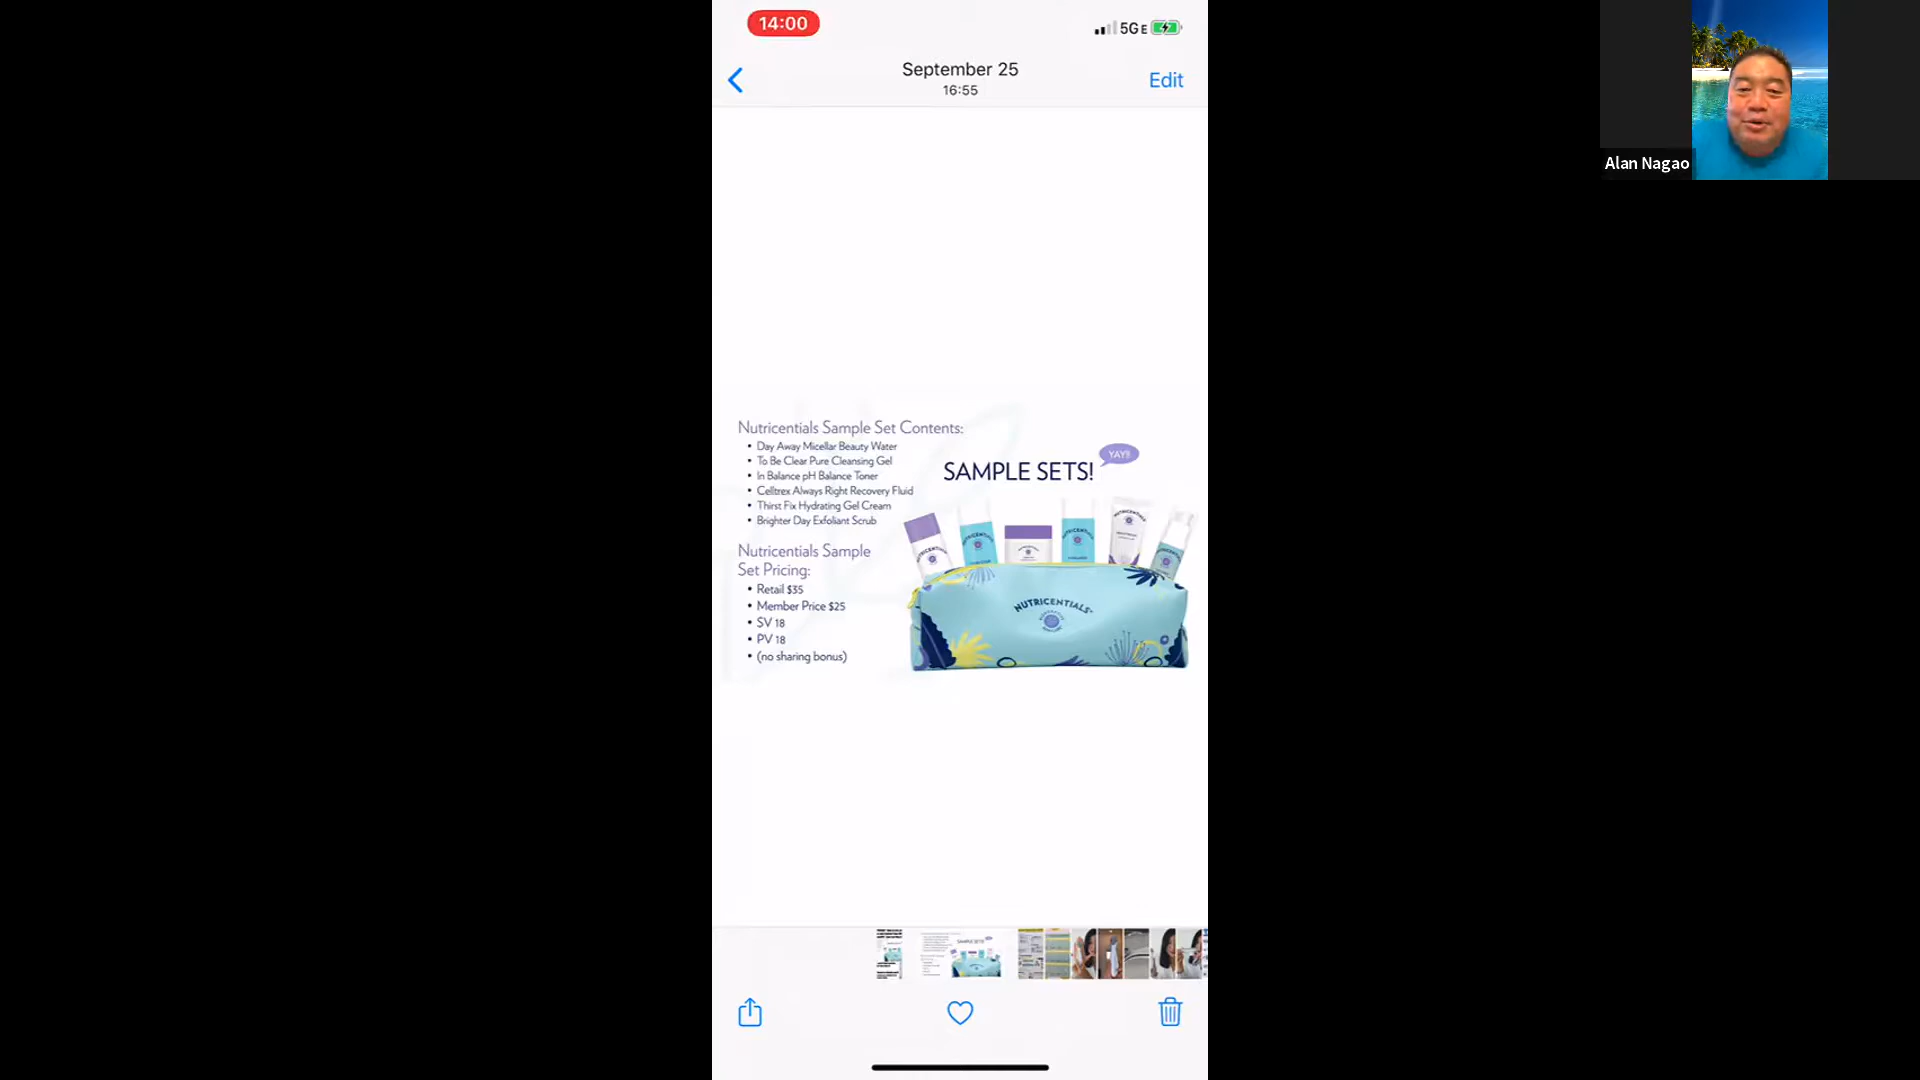 14:00
5GE
September 25
16:55
Edit
Alan Nagao
Nutricentials Sample Set Contents:
• Day Away Micellar Beauty Water
• To Be Clear Pure Cleansing Gel
• In Balance pH Balance Toner
• Celltrex Always Right Recovery Fluid
• Thirst Fix Hydrating Gel Cream
• Brighter Day Exfoliant Scrub
Nutricentials Sample
Set Pricing:
• Retail $35
• Member Price $25
• SV 18
• PV 18
• (no sharing bonus)
YAY!!
SAMPLE SETS!
NUTRICENTIALS